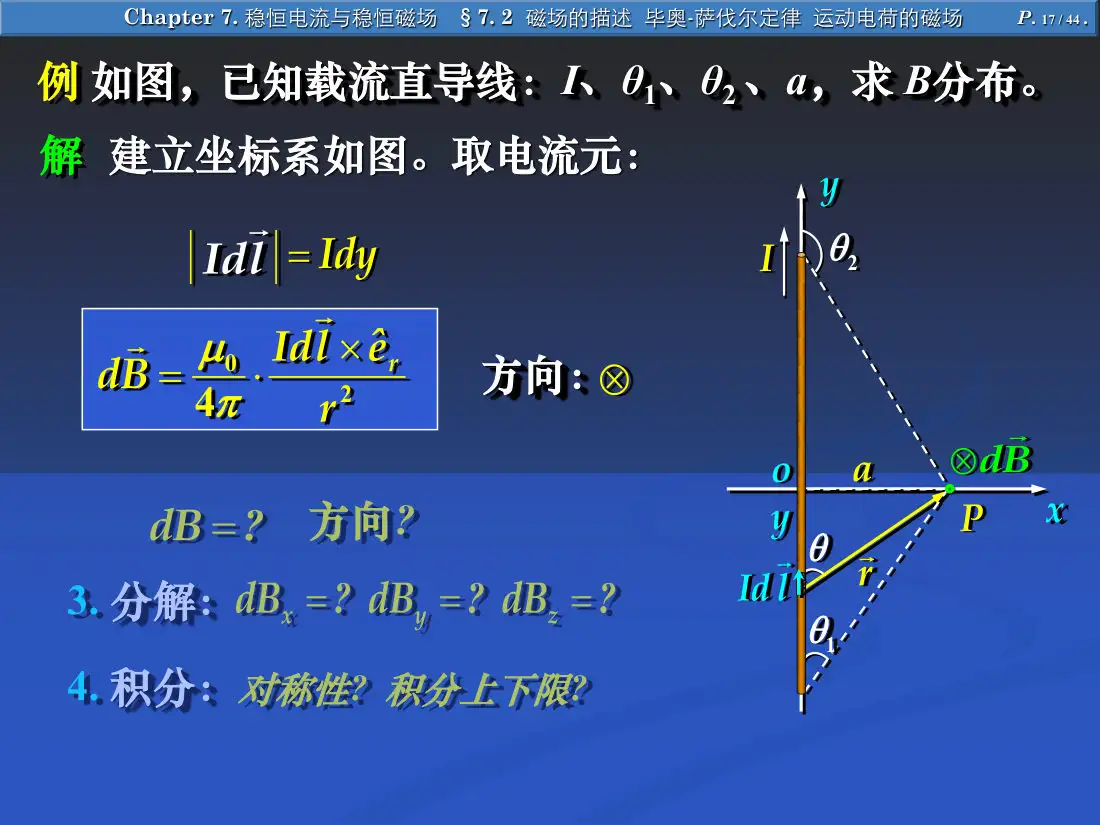 Chapter 7. 稳恒电流与稳恒磁场 §7. 2 磁场的描述 毕奥-萨伐尔定律 运动电荷的磁场 P. 17 / 44 .
例 如图，已知载流直导线：I、θ₁、θ₂、a，求 B分布。
解 建立坐标系如图。取电流元：
|Idl⃗| = Idy
dB⃗ = μ₀/4π · Idl⃗ × ê_r / r²
方向：⊗
dB = ? 方向?
3. 分解：dB_x = ? dB_y = ? dB_z = ?
4. 积分：对称性? 积分上下限?
y
I
θ₂
o
a
⊗dB⃗
y
P
x
θ
Idl⃗
r⃗
θ₁